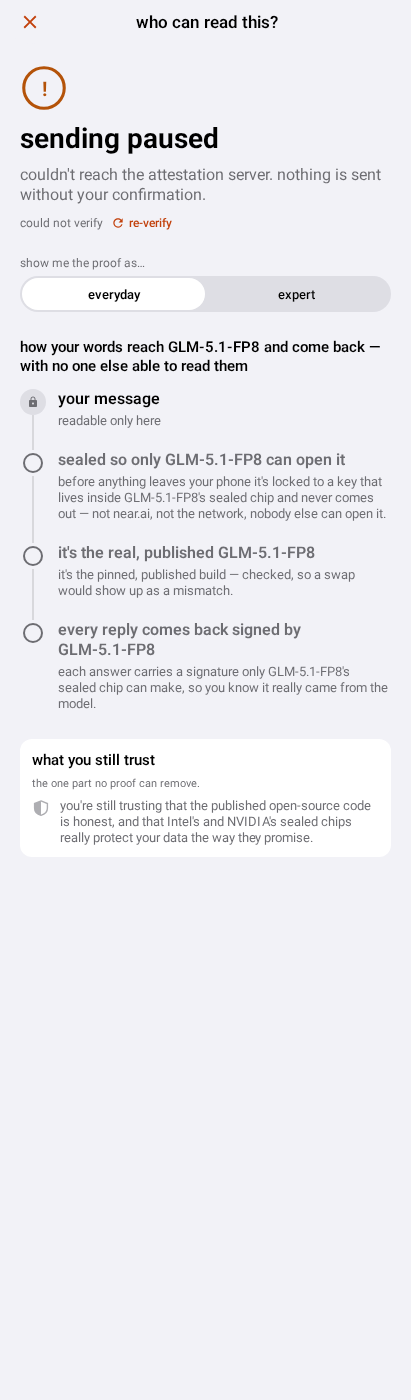 who can read this?
!
sending paused
couldn't reach the attestation server. nothing is sent
without your confirmation.
could not verify re-verify
show me the proof as…
everyday expert
how your words reach GLM-5.1-FP8 and come back —
with no one else able to read them
your message
readable only here
sealed so only GLM-5.1-FP8 can open it
before anything leaves your phone it's locked to a key that
lives inside GLM-5.1-FP8's sealed chip and never comes
out — not near.ai, not the network, nobody else can open it.
it's the real, published GLM-5.1-FP8
it's the pinned, published build — checked, so a swap
would show up as a mismatch.
every reply comes back signed by
GLM-5.1-FP8
each answer carries a signature only GLM-5.1-FP8's
sealed chip can make, so you know it really came from the
model.
what you still trust
the one part no proof can remove.
you're still trusting that the published open-source code
is honest, and that Intel's and NVIDIA's sealed chips
really protect your data the way they promise.